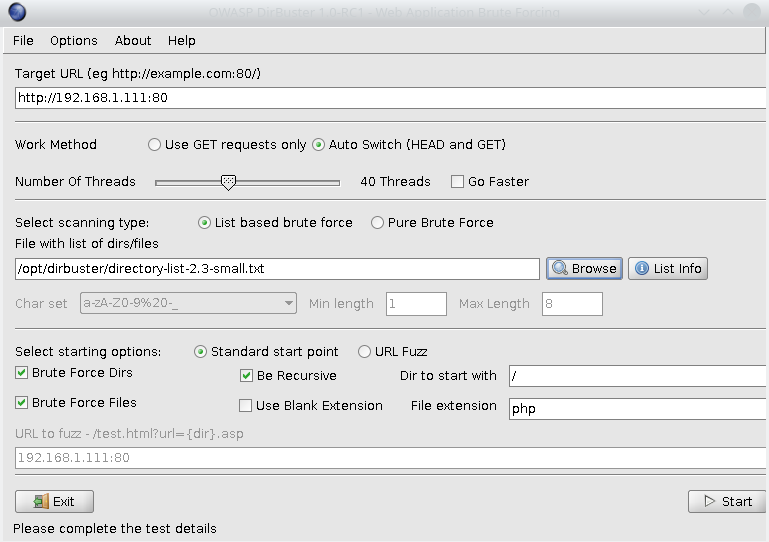 OWASP DirBuster 1.0-RC1 - Web Application Brute Forcing
File Options About Help
Target URL (eg http://example.com:80/)
http://192.168.1.111:80
Work Method Use GET requests only Auto Switch (HEAD and GET)
Number Of Threads 40 Threads Go Faster
Select scanning type: List based brute force Pure Brute Force
File with list of dirs/files
/opt/dirbuster/directory-list-2.3-small.txt Browse List Info
Char set a-zA-Z0-9%20-_ Min length 1 Max Length 8
Select starting options: Standard start point URL Fuzz
Brute Force Dirs Be Recursive Dir to start with /
Brute Force Files Use Blank Extension File extension php
URL to fuzz - /test.html?url={dir}.asp
192.168.1.111:80
Exit Start
Please complete the test details